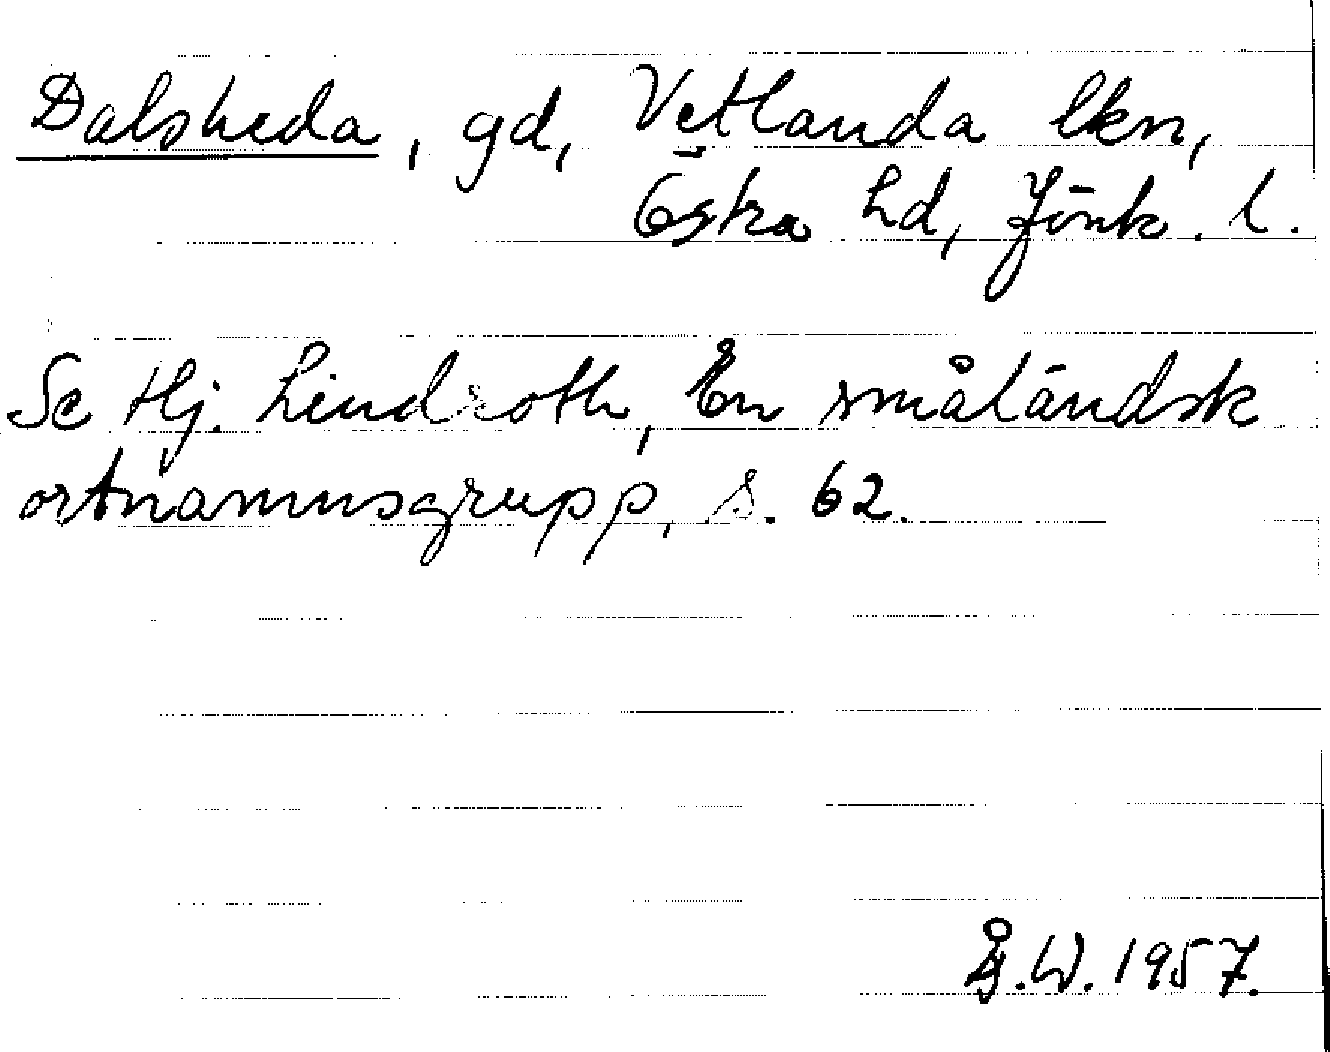 Dalsheda, gd, Vetlanda lkn,
Östra hd, Jönk. l.
Se Hj. Lindroth, En småländsk
ortnamnsgrupp, s. 62.
Å.W. 1957.